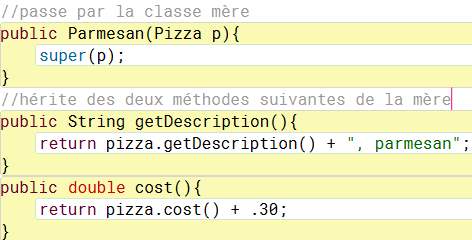 //passe par la classe mère
public Parmesan(Pizza p){
super(p);
}
//hérite des deux méthodes suivantes de la mère
public String getDescription(){
return pizza.getDescription() + ", parmesan";
}
public double cost(){
return pizza.cost() + .30;
}